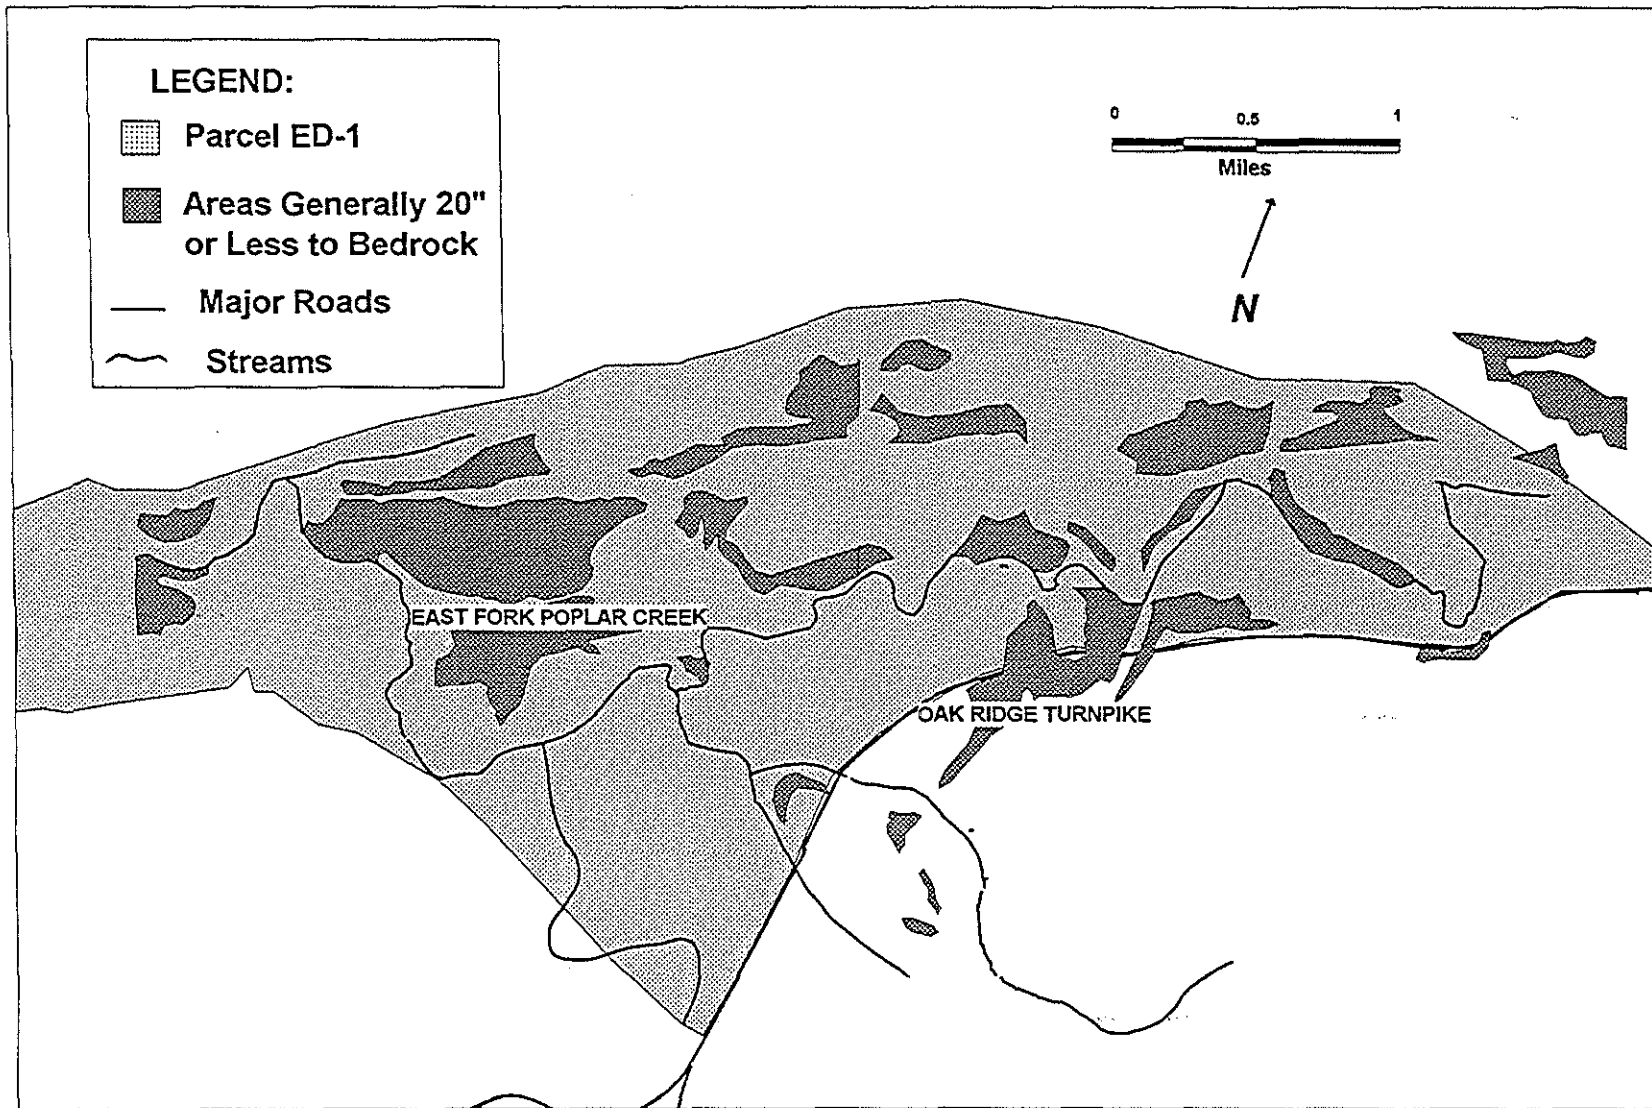 LEGEND:
Parcel ED-1
Areas Generally 20"
or Less to Bedrock
Major Roads
Streams
0 0.5 1
Miles
N
EAST FORK POPLAR CREEK
OAK RIDGE TURNPIKE